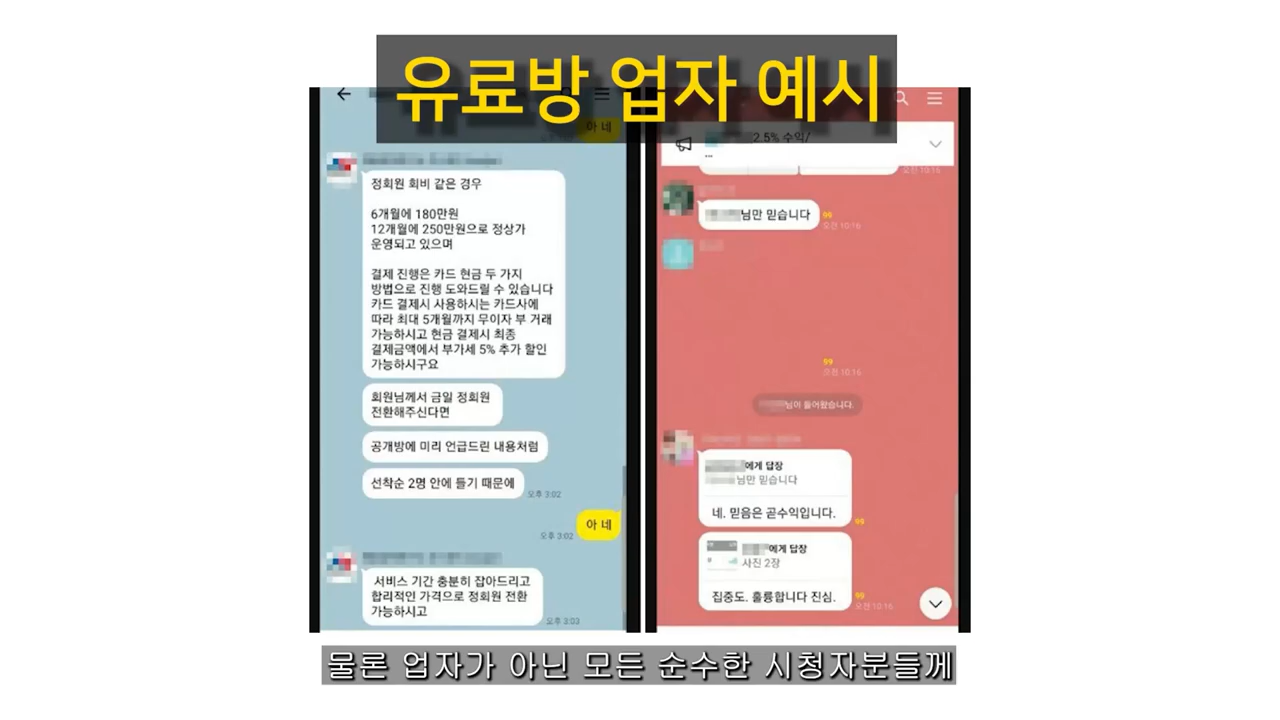 유료방 업자 예시
아 네
정회원 회비 같은 경우
6개월에 180만원
12개월에 250만원으로 정상가
운영되고 있으며
결제 진행은 카드 현금 두 가지
방법으로 진행 도와드릴 수 있습니다
카드 결제시 사용하시는 카드사에
따라 최대 5개월까지 무이자 부 거래
가능하시고 현금 결제시 최종
결제금액에서 부가세 5% 추가 할인
가능하시구요
회원님께서 금일 정회원
전환해주신다면
공개방에 미리 언급드린 내용처럼
선착순 2명 안에 들기 때문에
오후 3:02
아 네
오후 3:02
서비스 기간 충분히 잡아드리고
합리적인 가격으로 정회원 전환
가능하시고
오후 3:03
2.5% 수익/
...
오전 10:16
님만 믿습니다
99
오전 10:16
99
오전 10:16
님이 들어왔습니다.
에게 답장
님만 믿습니다
네. 믿음은 곧수익입니다.
99
에게 답장
사진 2장
집중도. 훌륭합니다 진심.
99
오전 10:16
물론 업자가 아닌 모든 순수한 시청자분들께